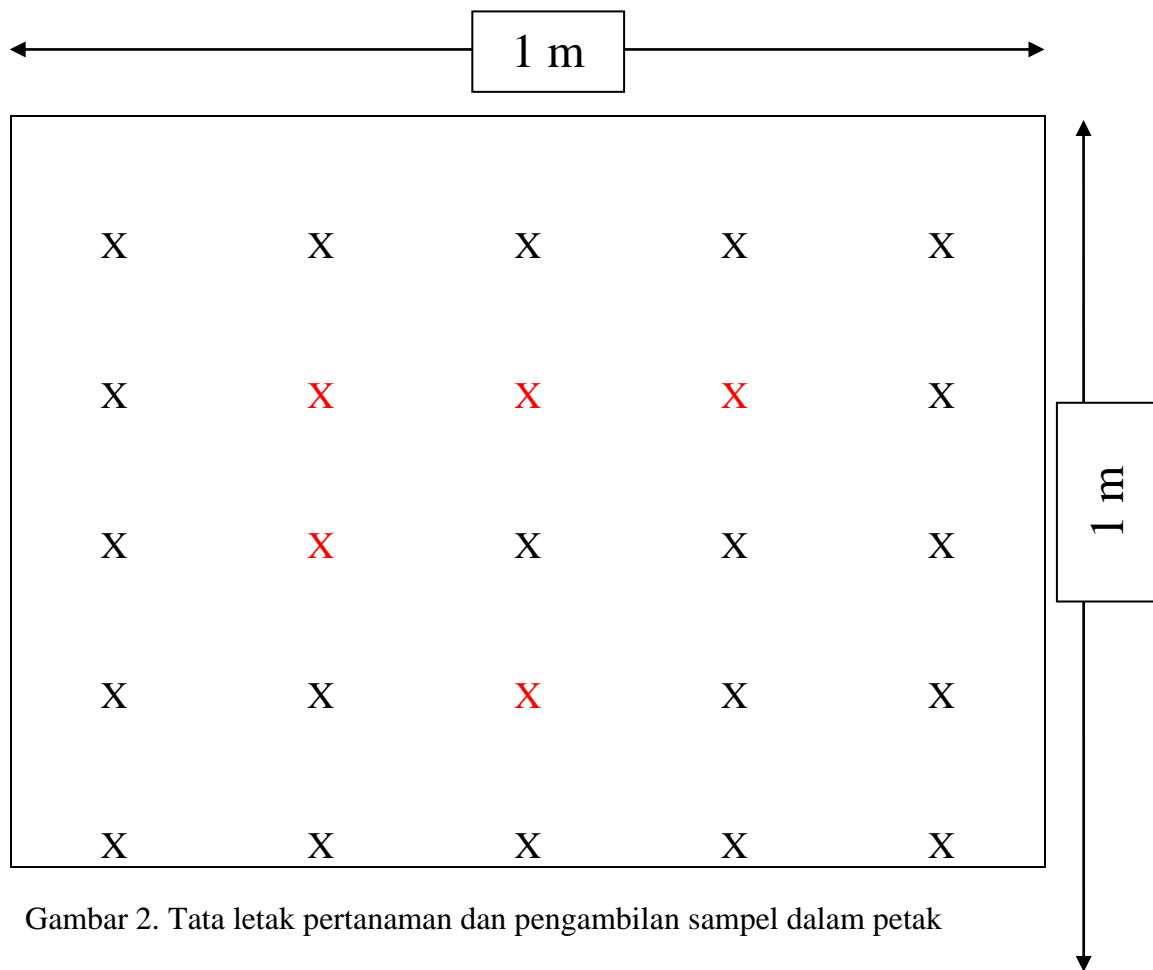 1 m
X X X X X
X X X X X
1 m
X X X X X
X X X X X
X X X X X
Gambar 2. Tata letak pertanaman dan pengambilan sampel dalam petak